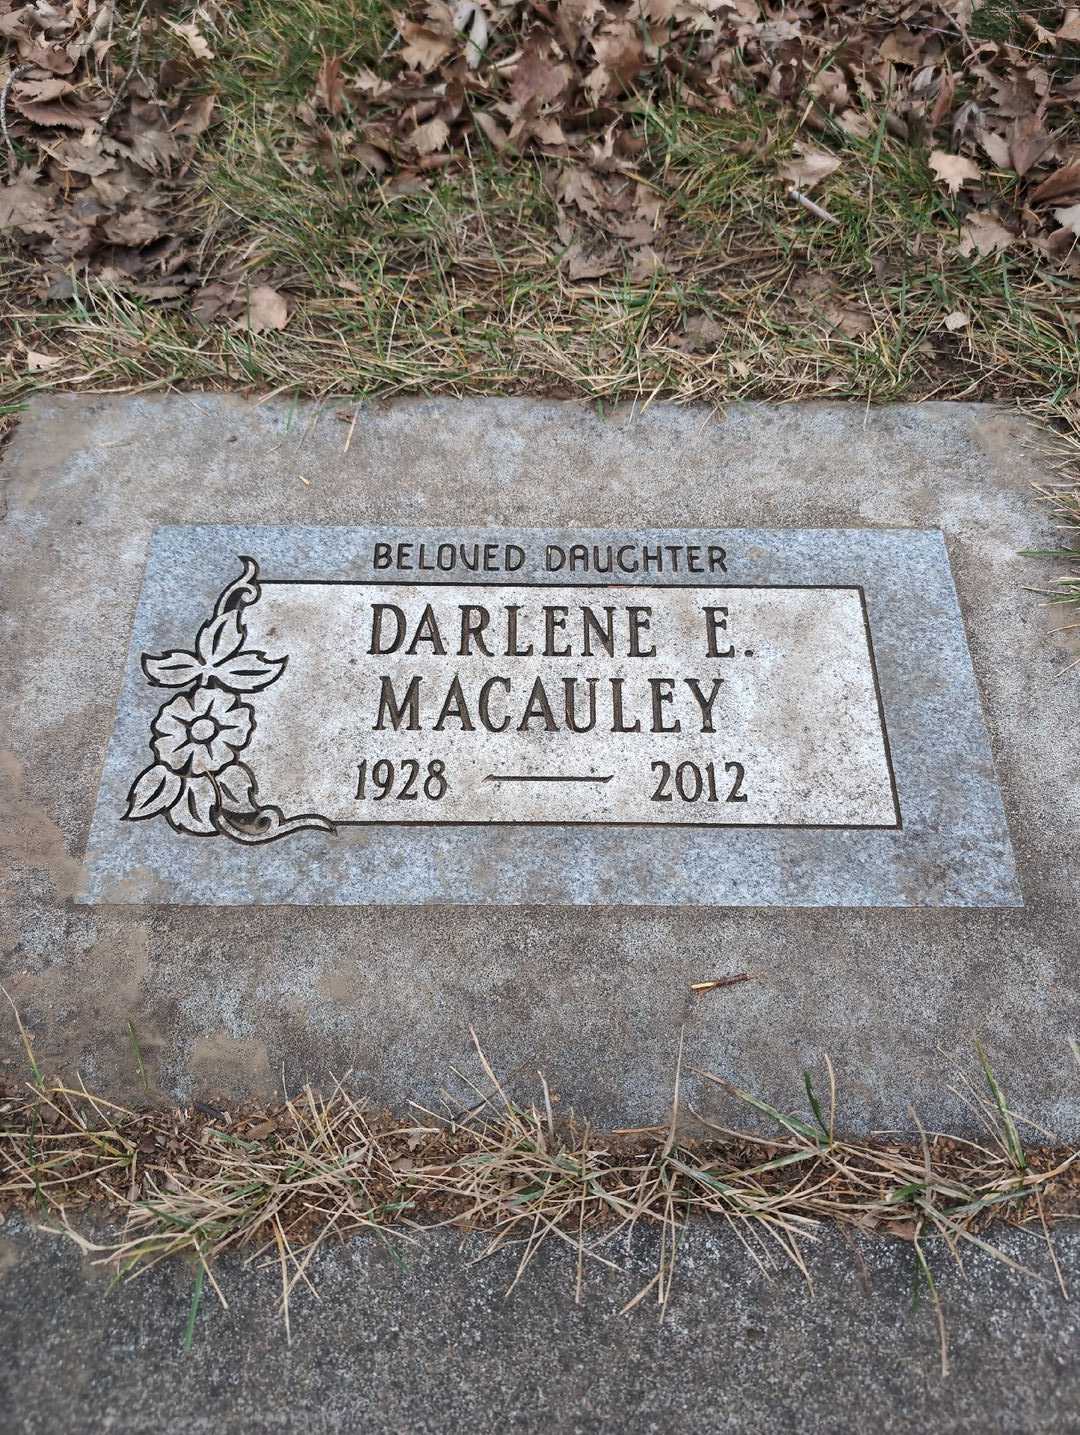 BELOVED DAUGHTER
DARLENE E.
MACAULEY
1928 — 2012